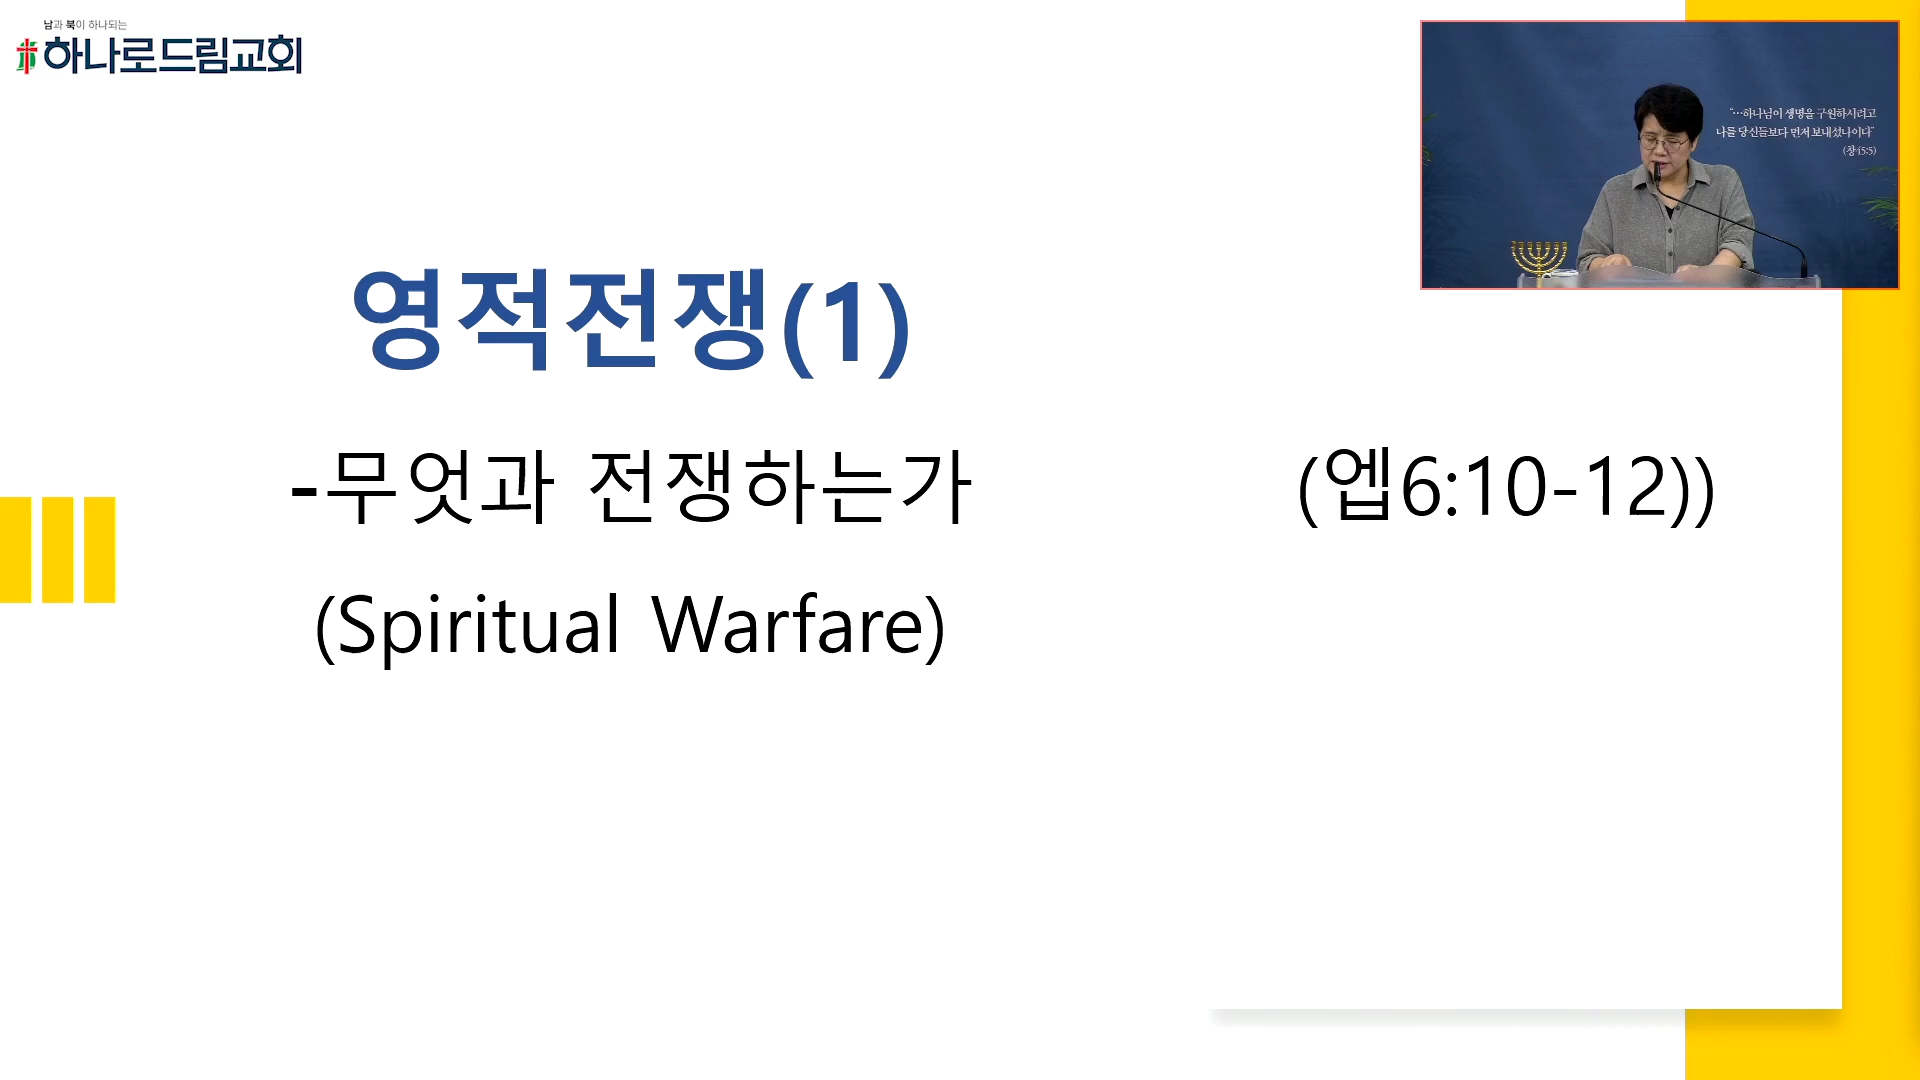 남과 북이 하나되는
하나로드림교회
"…하나님이 생명을 구원하시려고
나를 당신들보다 먼저 보내셨나이다"
(창45:5)
영적전쟁(1)
-무엇과 전쟁하는가 (엡6:10-12))
(Spiritual Warfare)